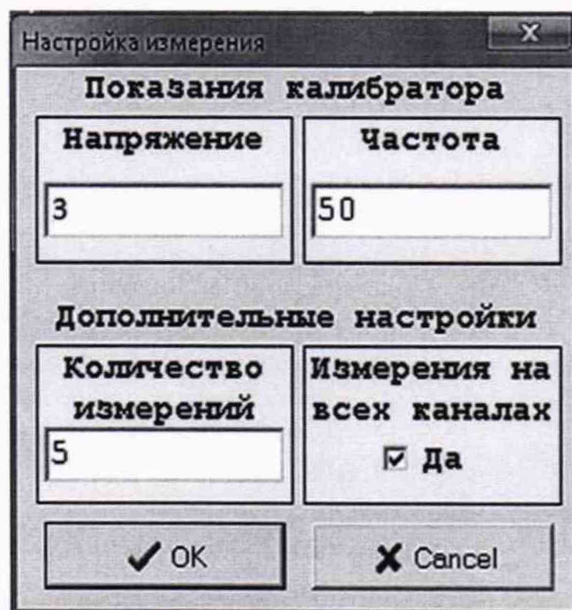 Настройка измерения
Показания калибратора
Напряжение
Частота
3
50
Дополнительные настройки
Количество
измерений
Измерения на
всех каналах
5
Да
OK
Cancel